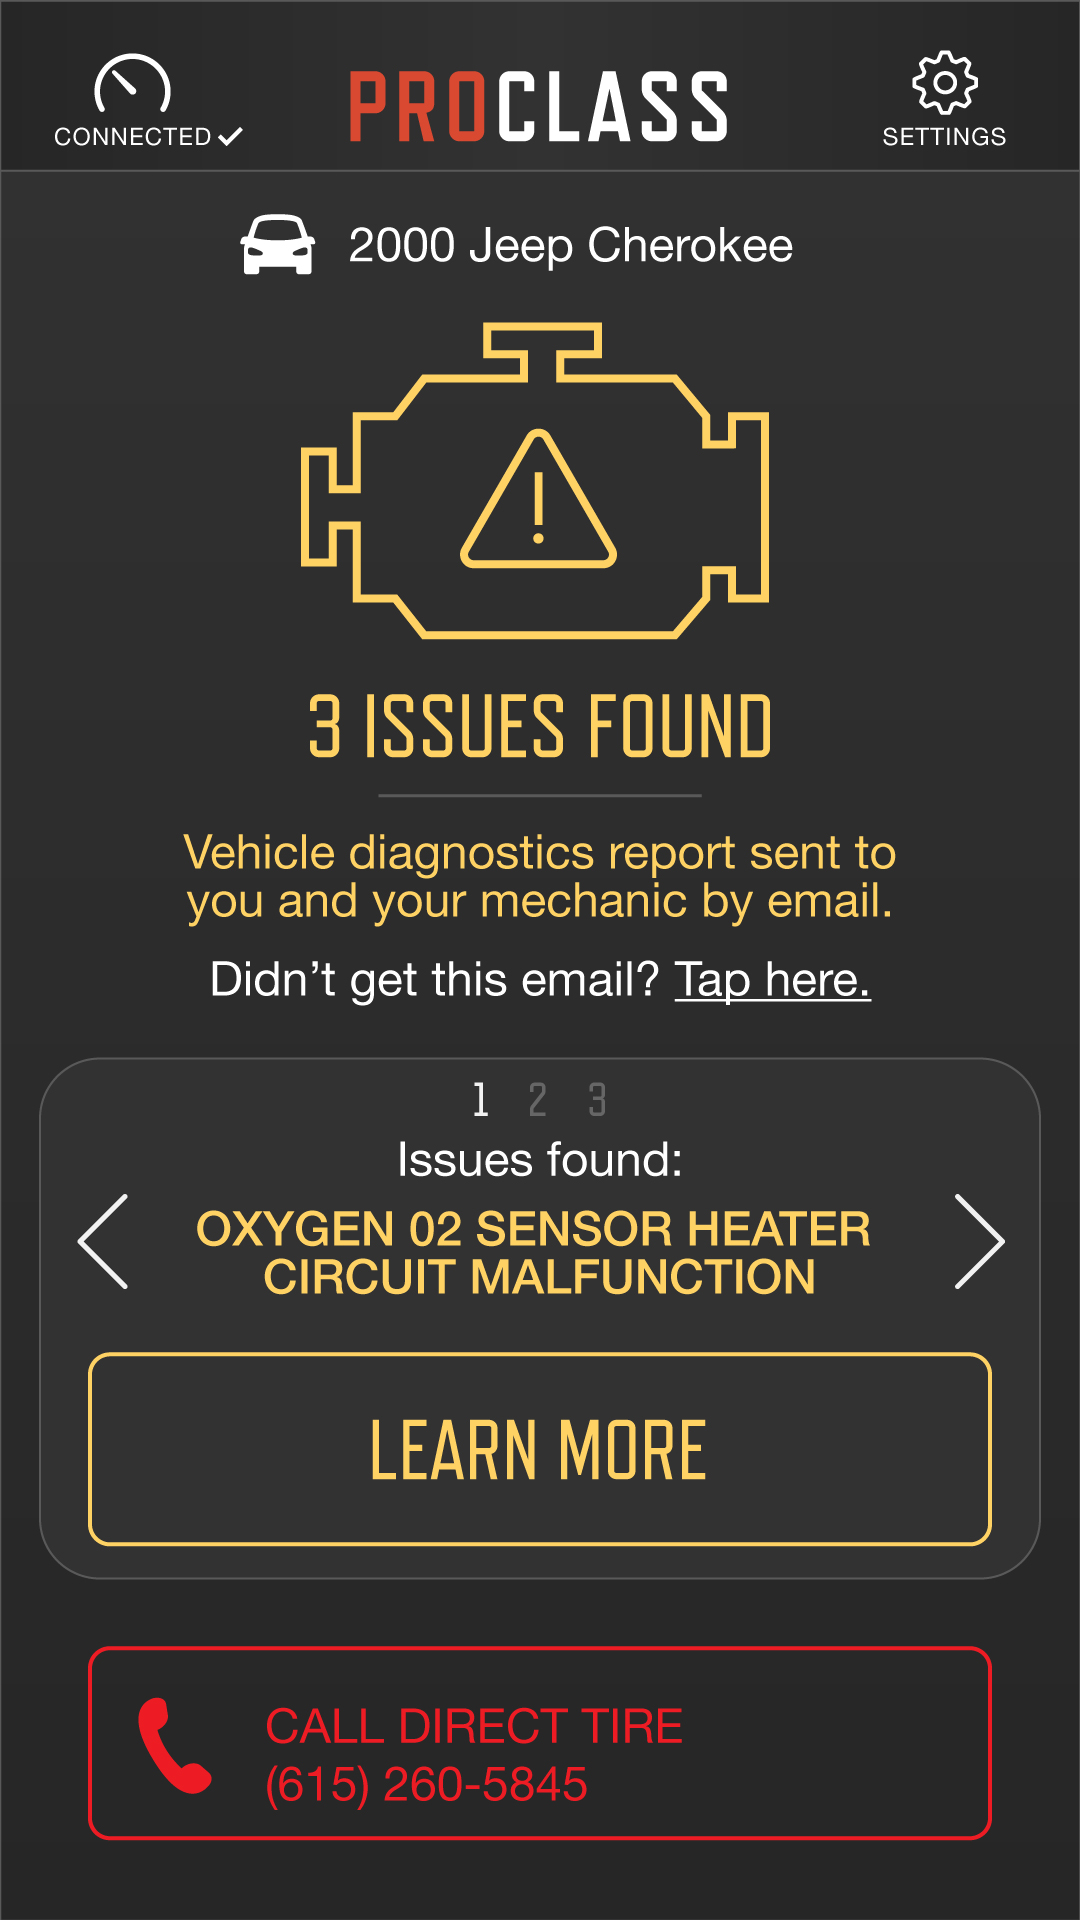 PROCLASS
CONNECTED
SETTINGS
2000 Jeep Cherokee
3 ISSUES FOUND
Vehicle diagnostics report sent to
you and your mechanic by email.
Didn’t get this email? Tap here.
1 2 3
Issues found:
OXYGEN 02 SENSOR HEATER
CIRCUIT MALFUNCTION
LEARN MORE
CALL DIRECT TIRE
(615) 260-5845